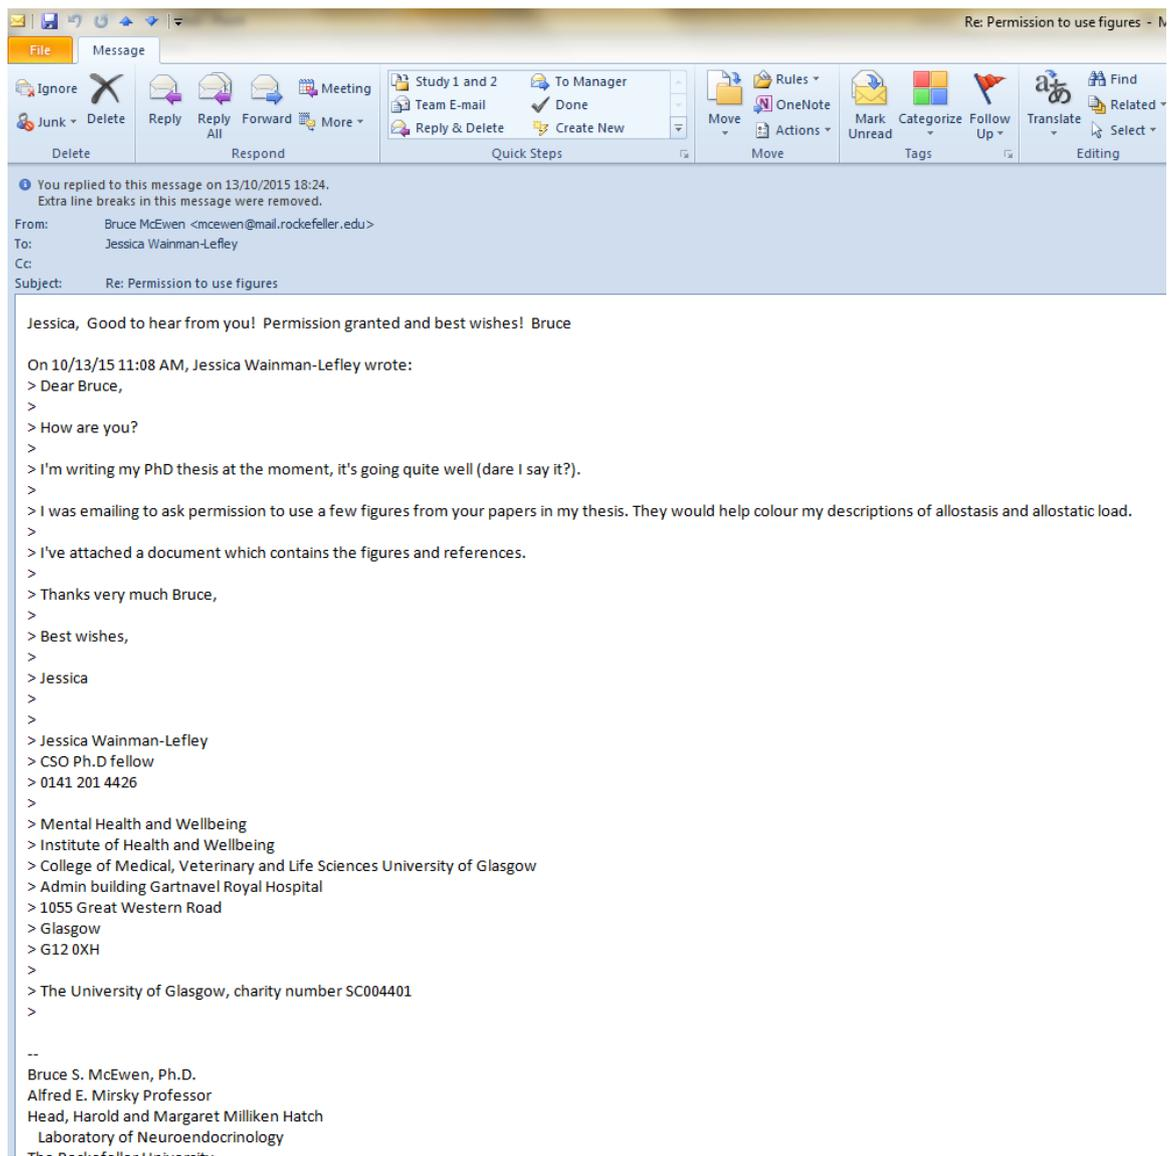 Re: Permission to use figures - M
File Message
Ignore Meeting Study 1 and 2 To Manager Rules Find
Team E-mail Done OneNote Related
Junk Delete Reply Reply All Forward More Reply & Delete Create New Move Actions Mark Unread Categorize Follow Up Translate Select
Delete Respond Quick Steps Move Tags Editing
You replied to this message on 13/10/2015 18:24.
Extra line breaks in this message were removed.
From: Bruce McEwen <mcewen@mail.rockefeller.edu>
To: Jessica Wainman-Lefley
Cc:
Subject: Re: Permission to use figures
Jessica, Good to hear from you! Permission granted and best wishes! Bruce
On 10/13/15 11:08 AM, Jessica Wainman-Lefley wrote:
> Dear Bruce,
>
> How are you?
>
> I'm writing my PhD thesis at the moment, it's going quite well (dare I say it?).
>
> I was emailing to ask permission to use a few figures from your papers in my thesis. They would help colour my descriptions of allostasis and allostatic load.
>
> I've attached a document which contains the figures and references.
>
> Thanks very much Bruce,
>
> Best wishes,
>
> Jessica
>
>
> Jessica Wainman-Lefley
> CSO Ph.D fellow
> 0141 201 4426
>
> Mental Health and Wellbeing
> Institute of Health and Wellbeing
> College of Medical, Veterinary and Life Sciences University of Glasgow
> Admin building Gartnavel Royal Hospital
> 1055 Great Western Road
> Glasgow
> G12 0XH
>
> The University of Glasgow, charity number SC004401
>
--
Bruce S. McEwen, Ph.D.
Alfred E. Mirsky Professor
Head, Harold and Margaret Milliken Hatch
Laboratory of Neuroendocrinology
The Rockefeller University